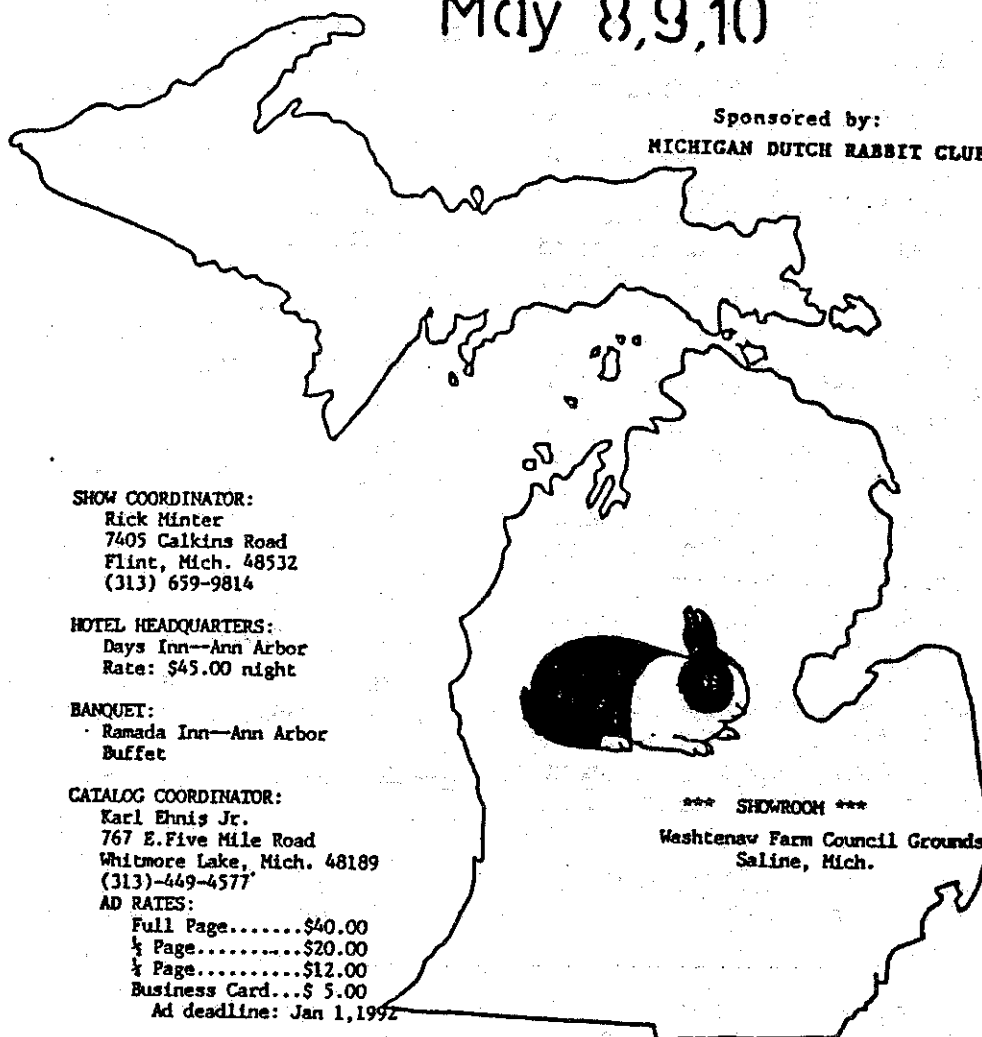 May 8,9,10
Sponsored by:
MICHIGAN DUTCH RABBIT CLUB
SHOW COORDINATOR:
Rick Minter
7405 Calkins Road
Flint, Mich. 48532
(313) 659-9814
HOTEL HEADQUARTERS:
Days Inn--Ann Arbor
Rate: $45.00 night
BANQUET:
Ramada Inn--Ann Arbor
Buffet
CATALOG COORDINATOR:
Karl Ehnis Jr.
767 E.Five Mile Road
Whitmore Lake, Mich. 48189
(313)-449-4577
AD RATES:
Full Page.......$40.00
½ Page...........$20.00
¼ Page..........$12.00
Business Card...$ 5.00
Ad deadline: Jan 1,1992
*** SHOWROOM ***
Washtenaw Farm Council Grounds
Saline, Mich.